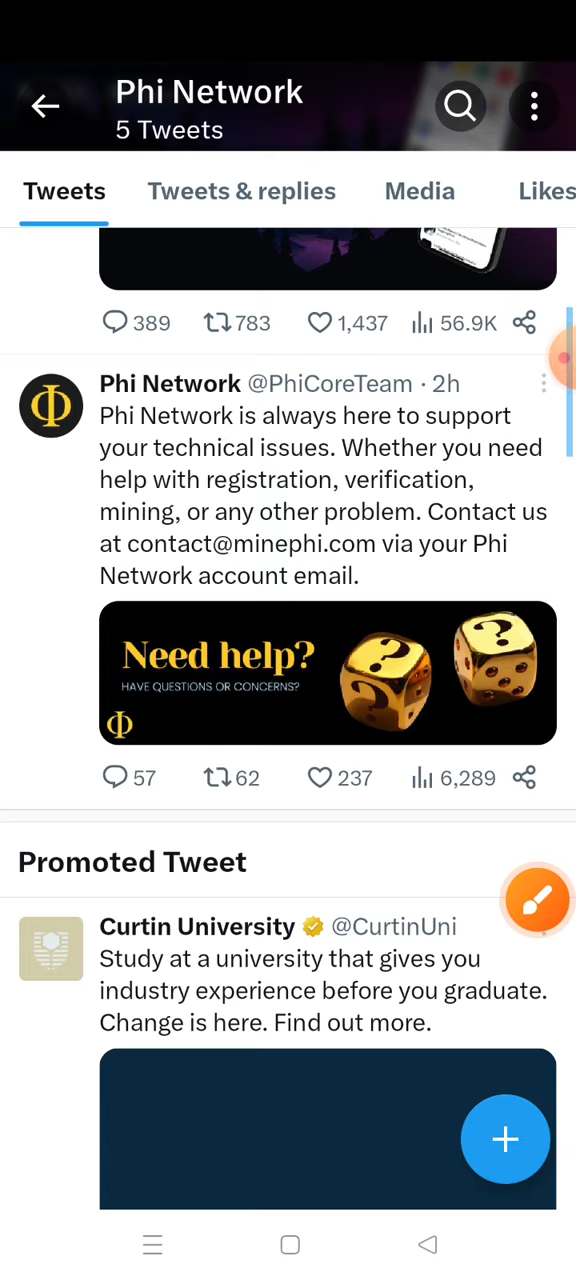 Phi Network
5 Tweets
Tweets Tweets & replies Media Likes
389 783 1,437 56.9K
Phi Network @PhiCoreTeam · 2h
Phi Network is always here to support
your technical issues. Whether you need
help with registration, verification,
mining, or any other problem. Contact us
at contact@minephi.com via your Phi
Network account email.
Need help?
HAVE QUESTIONS OR CONCERNS?
Φ
57 62 237 6,289
Promoted Tweet
Curtin University @CurtinUni
Study at a university that gives you
industry experience before you graduate.
Change is here. Find out more.